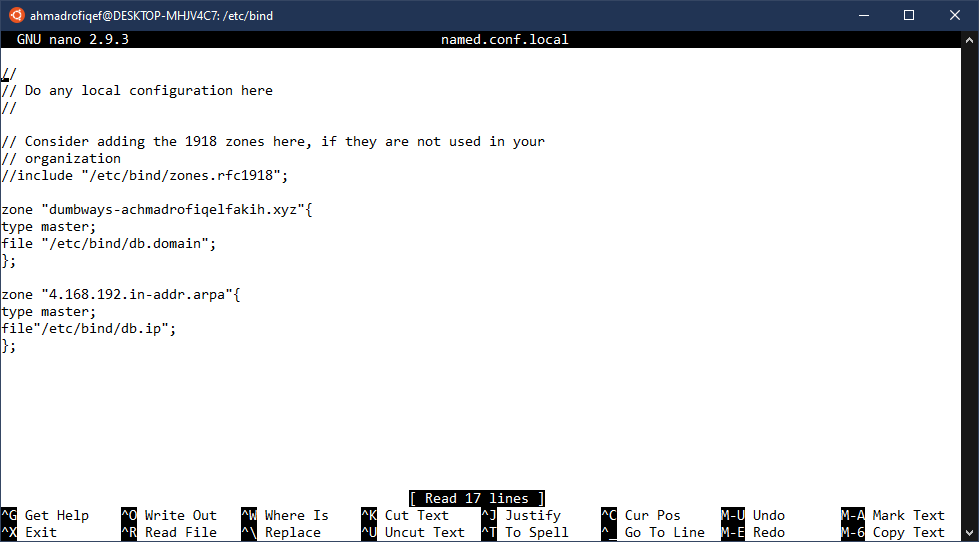 ahmadrofiqef@DESKTOP-MHJV4C7: /etc/bind
GNU nano 2.9.3 named.conf.local
//
// Do any local configuration here
//
// Consider adding the 1918 zones here, if they are not used in your
// organization
//include "/etc/bind/zones.rfc1918";
zone "dumbways-achmadrofiqelfakih.xyz"{
type master;
file "/etc/bind/db.domain";
};
zone "4.168.192.in-addr.arpa"{
type master;
file"/etc/bind/db.ip";
};
[ Read 17 lines ]
^G Get Help ^O Write Out ^W Where Is ^K Cut Text ^J Justify ^C Cur Pos M-U Undo M-A Mark Text
^X Exit ^R Read File ^\ Replace ^U Uncut Text ^T To Spell ^_ Go To Line M-E Redo M-6 Copy Text